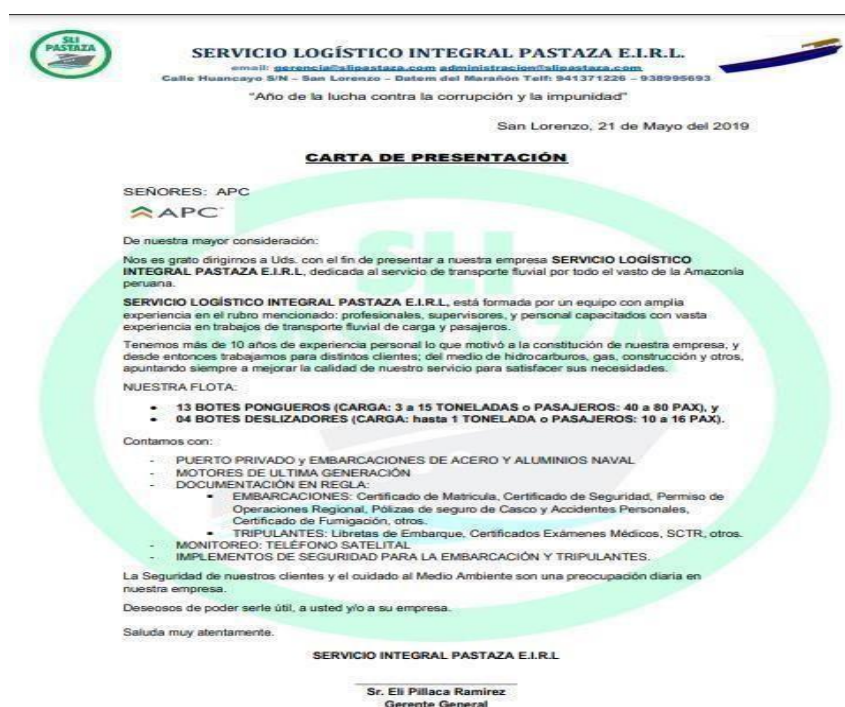 SLI
PASTAZA
SERVICIO LOGÍSTICO INTEGRAL PASTAZA E.I.R.L.
email: gerencia@slipastaza.com administracion@slipastaza.com
Calle Huancayo S/N – San Lorenzo – Datem del Marañón Telf: 941371226 – 938995693
"Año de la lucha contra la corrupción y la impunidad"
San Lorenzo, 21 de Mayo del 2019
CARTA DE PRESENTACIÓN
SEÑORES: APC
APC
De nuestra mayor consideración:
Nos es grato dirigirnos a Uds. con el fin de presentar a nuestra empresa SERVICIO LOGÍSTICO
INTEGRAL PASTAZA E.I.R.L, dedicada al servicio de transporte fluvial por todo el vasto de la Amazonía
peruana.
SERVICIO LOGÍSTICO INTEGRAL PASTAZA E.I.R.L, está formada por un equipo con amplia
experiencia en el rubro mencionado: profesionales, supervisores, y personal capacitados con vasta
experiencia en trabajos de transporte fluvial de carga y pasajeros.
Tenemos más de 10 años de experiencia personal lo que motivó a la constitución de nuestra empresa, y
desde entonces trabajamos para distintos clientes; del medio de hidrocarburos, gas, construcción y otros,
apuntando siempre a mejorar la calidad de nuestro servicio para satisfacer sus necesidades.
NUESTRA FLOTA:
• 13 BOTES PONGUEROS (CARGA: 3 a 15 TONELADAS o PASAJEROS: 40 a 80 PAX), y
• 04 BOTES DESLIZADORES (CARGA: hasta 1 TONELADA o PASAJEROS: 10 a 16 PAX).
Contamos con:
- PUERTO PRIVADO y EMBARCACIONES DE ACERO Y ALUMINIOS NAVAL
- MOTORES DE ULTIMA GENERACIÓN
- DOCUMENTACIÓN EN REGLA:
• EMBARCACIONES: Certificado de Matricula, Certificado de Seguridad, Permiso de
Operaciones Regional, Pólizas de seguro de Casco y Accidentes Personales,
Certificado de Fumigación, otros.
• TRIPULANTES: Libretas de Embarque, Certificados Exámenes Médicos, SCTR, otros.
- MONITOREO: TELÉFONO SATELITAL
- IMPLEMENTOS DE SEGURIDAD PARA LA EMBARCACIÓN Y TRIPULANTES.
La Seguridad de nuestros clientes y el cuidado al Medio Ambiente son una preocupación diaria en
nuestra empresa.
Deseosos de poder serle útil, a usted y/o a su empresa.
Saluda muy atentamente.
SERVICIO INTEGRAL PASTAZA E.I.R.L
Sr. Eli Pillaca Ramirez
Gerente General